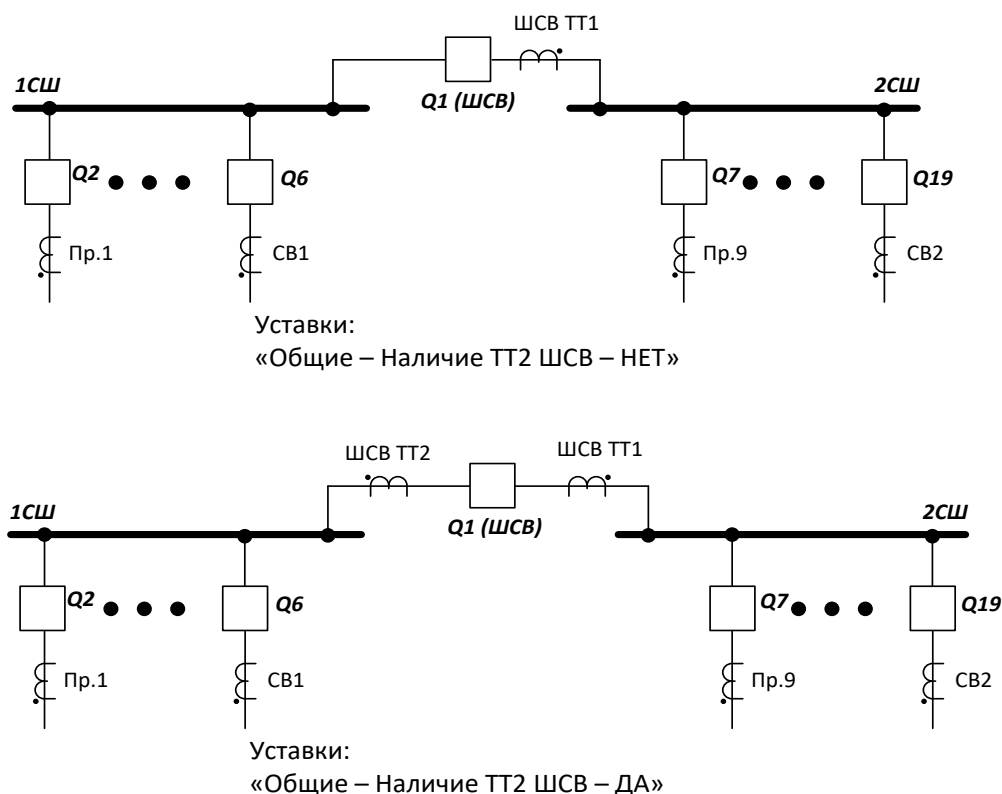 ШСВ ТТ1
1СШ
Q1 (ШСВ)
2СШ
Q2
Q6
Q7
Q19
Пр.1
СВ1
Пр.9
СВ2
Уставки:
«Общие – Наличие ТТ2 ШСВ – НЕТ»
ШСВ ТТ2
ШСВ ТТ1
1СШ
Q1 (ШСВ)
2СШ
Q2
Q6
Q7
Q19
Пр.1
СВ1
Пр.9
СВ2
Уставки:
«Общие – Наличие ТТ2 ШСВ – ДА»